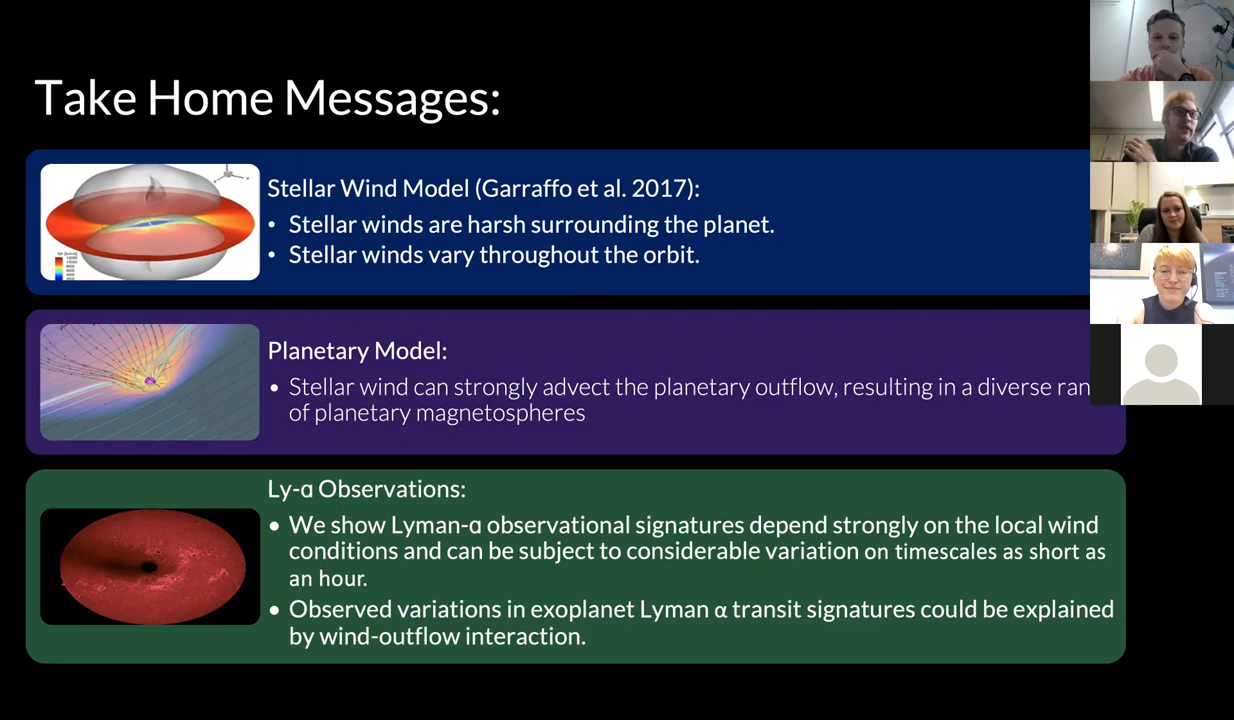 Take Home Messages:
Stellar Wind Model (Garraffo et al. 2017):
• Stellar winds are harsh surrounding the planet.
• Stellar winds vary throughout the orbit.
Planetary Model:
• Stellar wind can strongly advect the planetary outflow, resulting in a diverse ran
of planetary magnetospheres
Ly-α Observations:
• We show Lyman-α observational signatures depend strongly on the local wind
conditions and can be subject to considerable variation on timescales as short as
an hour.
• Observed variations in exoplanet Lyman α transit signatures could be explained
by wind-outflow interaction.